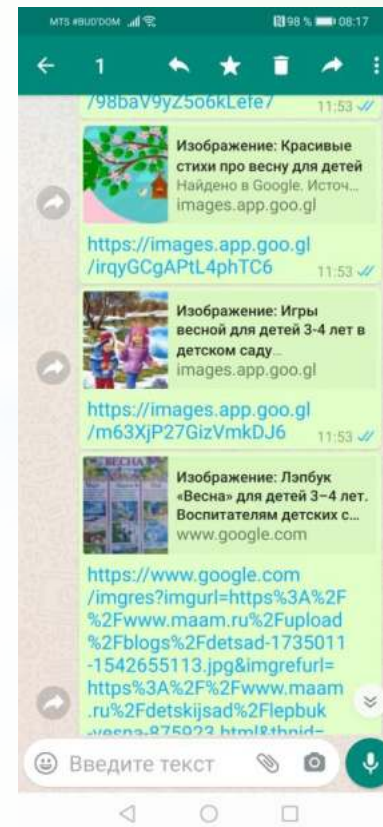 MTS #BUD'DOM
98 % 08:17
1
/98baV9yZ5o6kLefe7 11:53
Изображение: Красивые
стихи про весну для детей
Найдено в Google. Источ...
images.app.goo.gl
https://images.app.goo.gl
/irqyGCgAPtL4phTC6 11:53
Изображение: Игры
весной для детей 3-4 лет в
детском саду...
images.app.goo.gl
https://images.app.goo.gl
/m63XjP27GizVmkDJ6 11:53
ВЕСНА
Изображение: Лэпбук
«Весна» для детей 3–4 лет.
Воспитателям детских с...
www.google.com
https://www.google.com
/imgres?imgurl=https%3A%2F
%2Fwww.maam.ru%2Fupload
%2Fblogs%2Fdetsad-1735011
-1542655113.jpg&imgrefurl=
https%3A%2F%2Fwww.maam
.ru%2Fdetskijsad%2Flepbuk
-vesna-875923.html&tbnid=
Введите текст